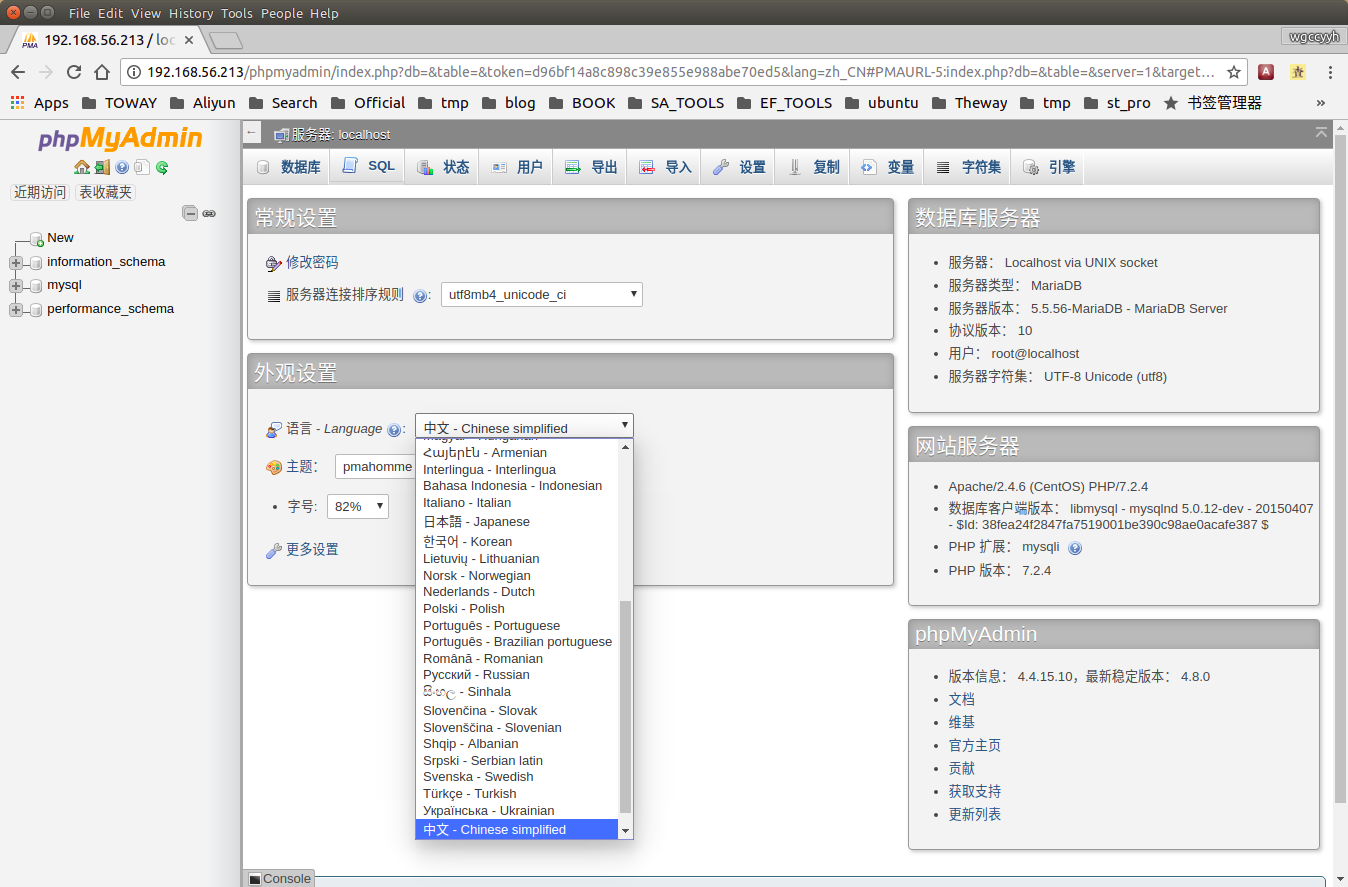 File Edit View History Tools People Help
192.168.56.213 / loc
wgccyyh
192.168.56.213/phpmyadmin/index.php?db=&table=&token=d96bf14a8c898c39e855e988abe70ed5&lang=zh_CN#PMAURL-5:index.php?db=&table=&server=1&target...
Apps TOWAY Aliyun Search Official tmp blog BOOK SA_TOOLS EF_TOOLS ubuntu Theway tmp st_pro 书签管理器 »
phpMyAdmin
近期访问 表收藏夹
New
information_schema
mysql
performance_schema
服务器: localhost
数据库 SQL 状态 用户 导出 导入 设置 复制 变量 字符集 引擎
常规设置
修改密码
服务器连接排序规则 : utf8mb4_unicode_ci
外观设置
语言 - Language : 中文 - Chinese simplified
主题: pmahomme
字号: 82%
更多设置
Magyar - Hungarian
Հայերէն - Armenian
Interlingua - Interlingua
Bahasa Indonesia - Indonesian
Italiano - Italian
日本語 - Japanese
한국어 - Korean
Lietuvių - Lithuanian
Norsk - Norwegian
Nederlands - Dutch
Polski - Polish
Português - Portuguese
Português - Brazilian portuguese
Română - Romanian
Русский - Russian
- Sinhala
Slovenčina - Slovak
Slovenščina - Slovenian
Shqip - Albanian
Srpski - Serbian latin
Svenska - Swedish
Türkçe - Turkish
Українська - Ukrainian
中文 - Chinese simplified
数据库服务器
服务器: Localhost via UNIX socket
服务器类型: MariaDB
服务器版本: 5.5.56-MariaDB - MariaDB Server
协议版本: 10
用户: root@localhost
服务器字符集: UTF-8 Unicode (utf8)
网站服务器
Apache/2.4.6 (CentOS) PHP/7.2.4
数据库客户端版本: libmysql - mysqlnd 5.0.12-dev - 20150407
- $Id: 38fea24f2847fa7519001be390c98ae0acafe387 $
PHP 扩展: mysqli
PHP 版本: 7.2.4
phpMyAdmin
版本信息: 4.4.15.10，最新稳定版本: 4.8.0
文档
维基
官方主页
贡献
获取支持
更新列表
Console